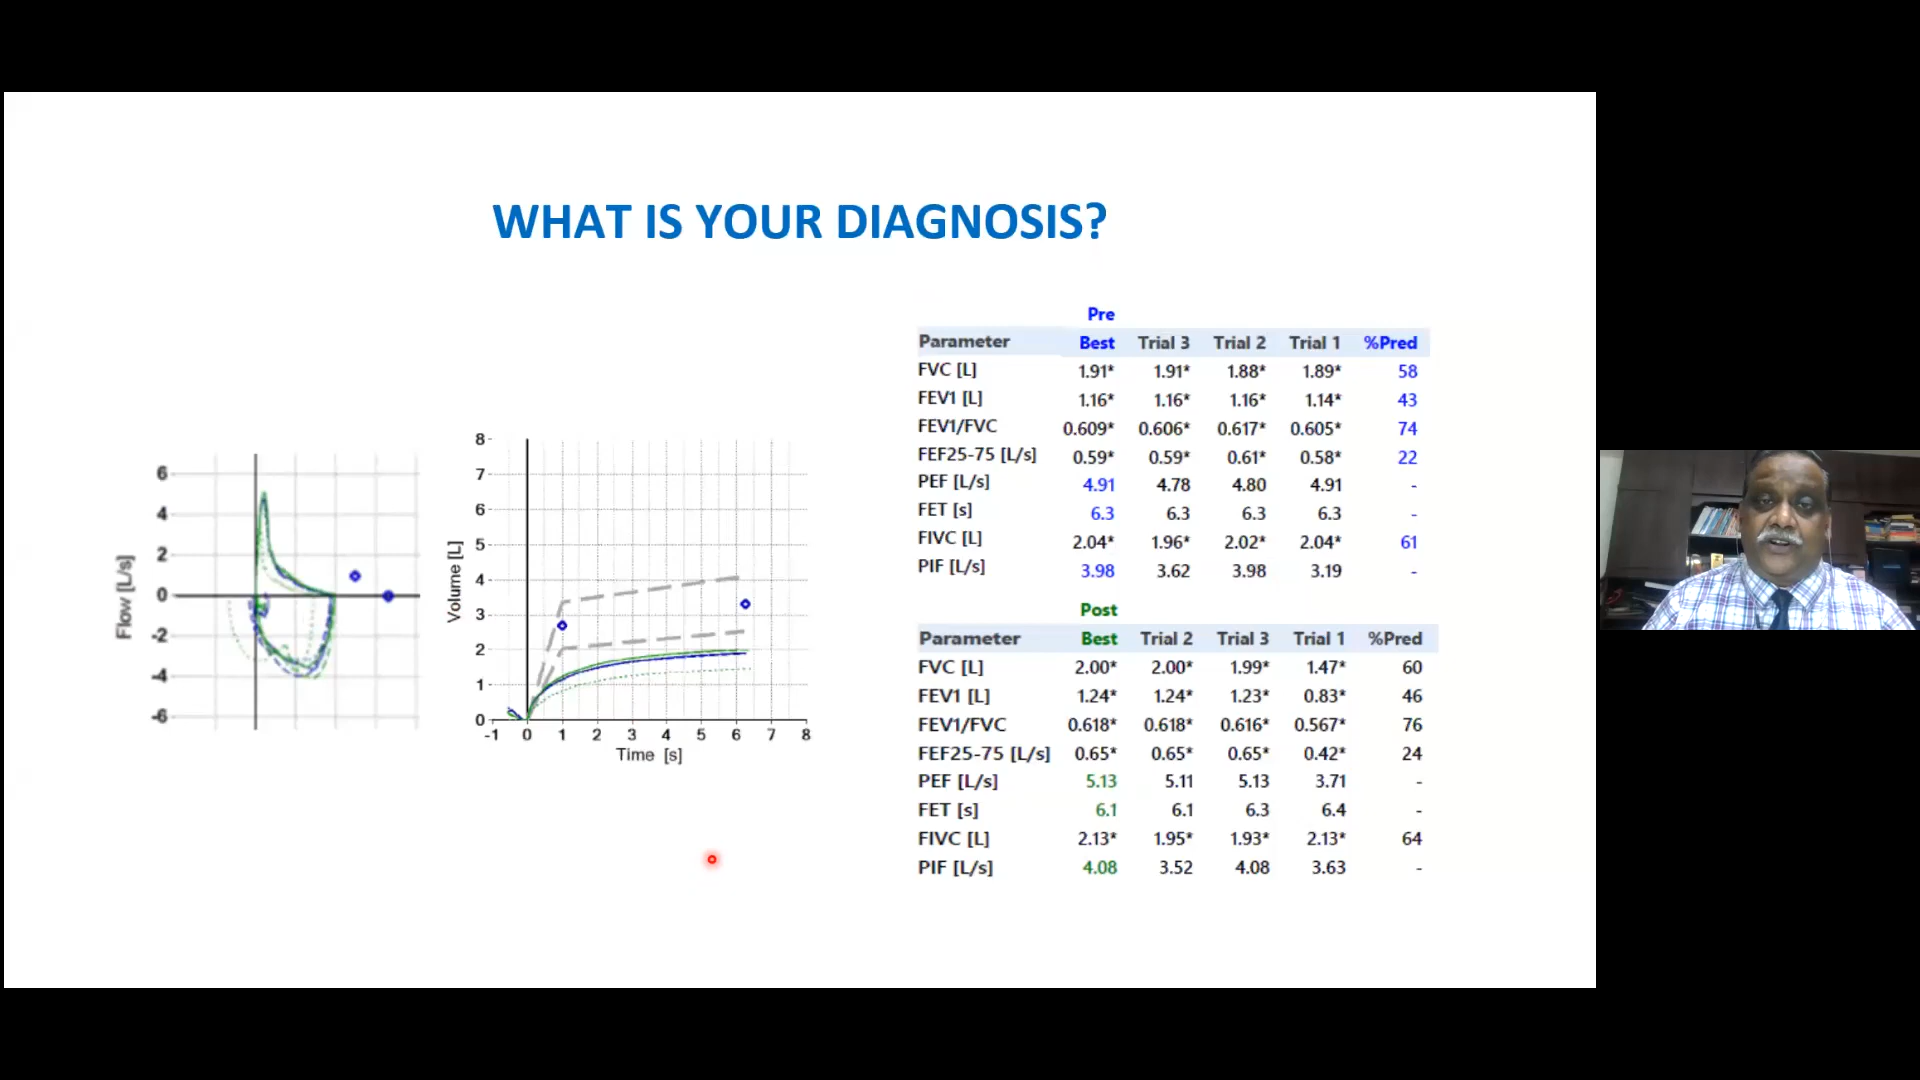 WHAT IS YOUR DIAGNOSIS?
Flow [L/s]
6
4
2
0
-2
-4
-6
Volume [L]
8
7
6
5
4
3
2
1
0
-1 0 1 2 3 4 5 6 7 8
Time [s]
Pre
Parameter Best Trial 3 Trial 2 Trial 1 %Pred
FVC [L] 1.91* 1.91* 1.88* 1.89* 58
FEV1 [L] 1.16* 1.16* 1.16* 1.14* 43
FEV1/FVC 0.609* 0.606* 0.617* 0.605* 74
FEF25-75 [L/s] 0.59* 0.59* 0.61* 0.58* 22
PEF [L/s] 4.91 4.78 4.80 4.91 -
FET [s] 6.3 6.3 6.3 6.3 -
FIVC [L] 2.04* 1.96* 2.02* 2.04* 61
PIF [L/s] 3.98 3.62 3.98 3.19 -
Post
Parameter Best Trial 2 Trial 3 Trial 1 %Pred
FVC [L] 2.00* 2.00* 1.99* 1.47* 60
FEV1 [L] 1.24* 1.24* 1.23* 0.83* 46
FEV1/FVC 0.618* 0.618* 0.616* 0.567* 76
FEF25-75 [L/s] 0.65* 0.65* 0.65* 0.42* 24
PEF [L/s] 5.13 5.11 5.13 3.71 -
FET [s] 6.1 6.1 6.3 6.4 -
FIVC [L] 2.13* 1.95* 1.93* 2.13* 64
PIF [L/s] 4.08 3.52 4.08 3.63 -